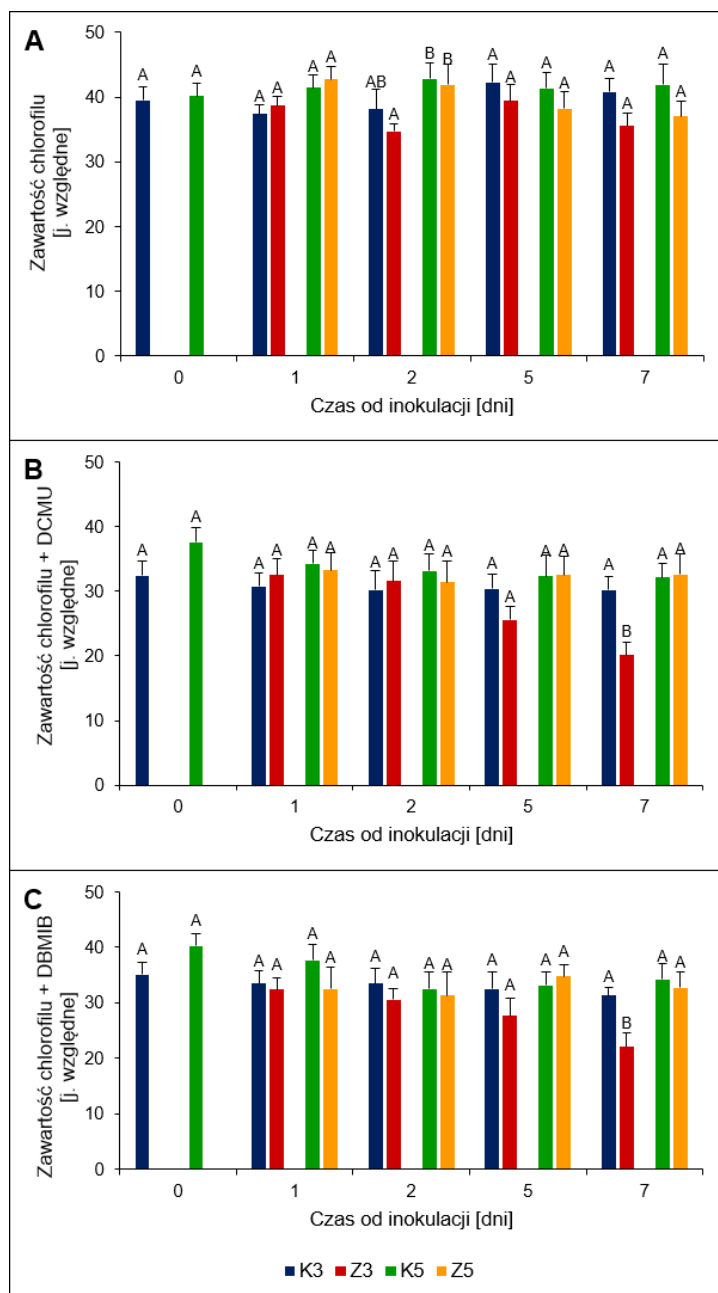 A
Zawartość chlorofilu
[j. względne]
50
40
30
20
10
0
A A A A A A AB A B B A A A A A A A A
0 1 2 5 7
Czas od inokulacji [dni]
B
Zawartość chlorofilu + DCMU
[j. względne]
50
40
30
20
10
0
A A A A A A A A A A A A A A A B A A
0 1 2 5 7
Czas od inokulacji [dni]
C
Zawartość chlorofilu + DBMIB
[j. względne]
50
40
30
20
10
0
A A A A A A A A A A A A A A A B A A
0 1 2 5 7
Czas od inokulacji [dni]
K3 Z3 K5 Z5